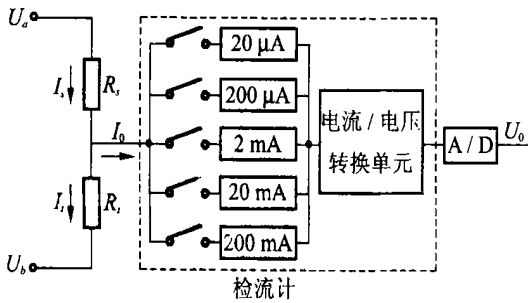 Ua
Is
Rs
I0
It
Rt
Ub
20 μA
200 μA
2 mA
20 mA
200 mA
电流 / 电压
转换单元
A / D
U0
检流计